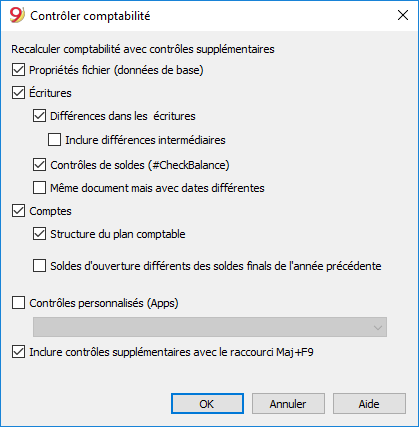 9 Contrôler comptabilité
Recalculer comptabilité avec contrôles supplémentaires
Propriétés fichier (données de base)
Écritures
Différences dans les écritures
Inclure différences intermédiaires
Contrôles de soldes (#CheckBalance)
Même document mais avec dates différentes
Comptes
Structure du plan comptable
Soldes d'ouverture différents des soldes finals de l'année précédente
Contrôles personnalisés (Apps)
Inclure contrôles supplémentaires avec le raccourci Maj+F9
OK Annuler Aide